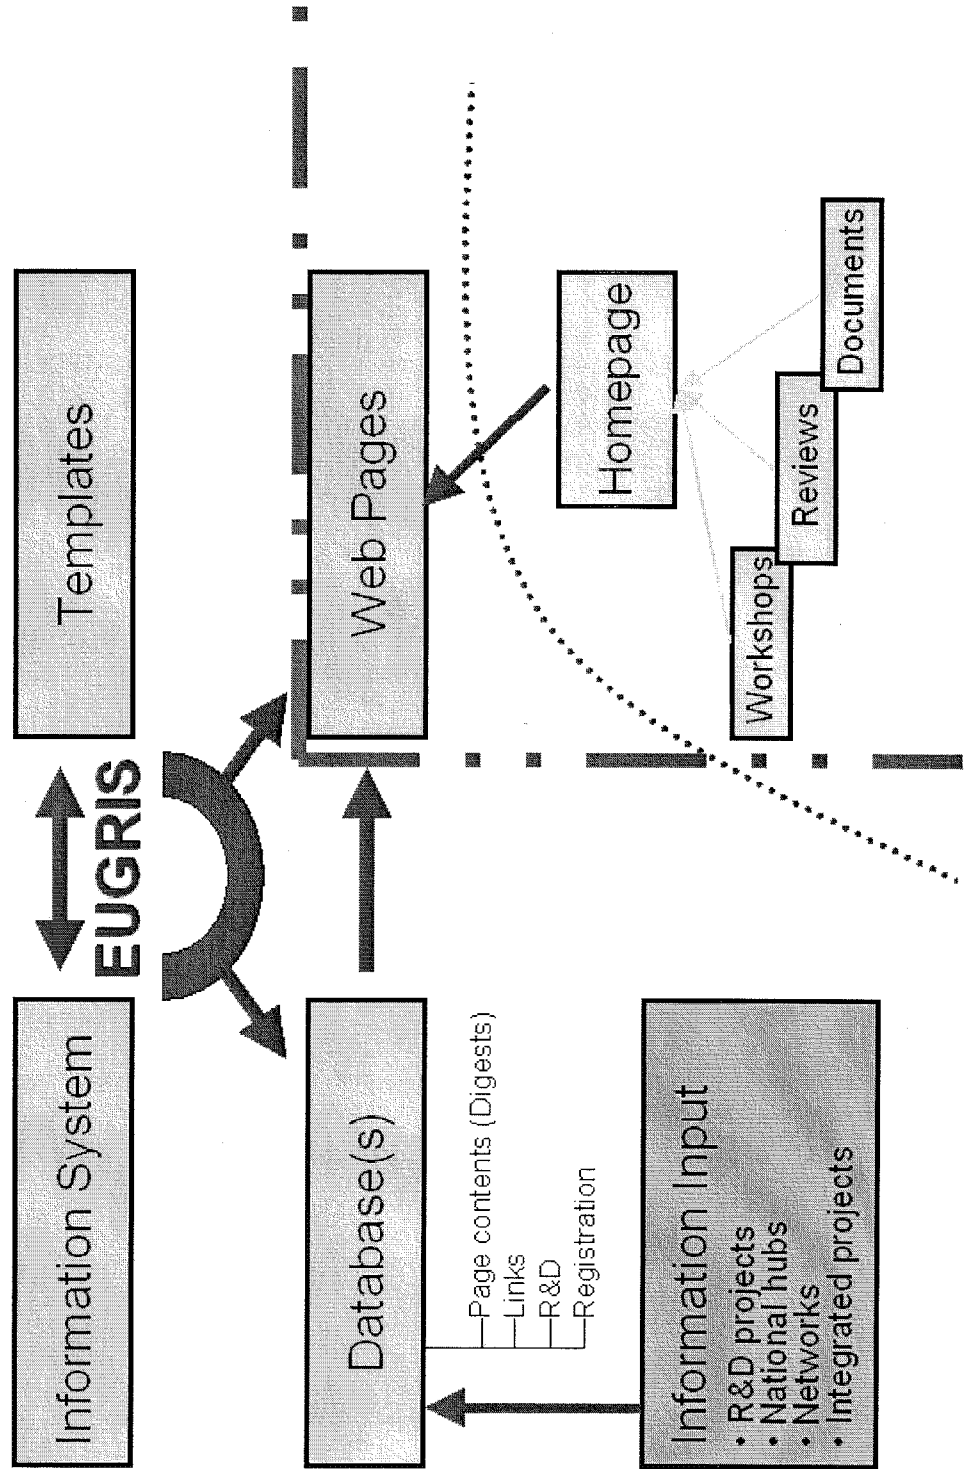 Information System
EUGRIS
Templates
Database(s)
Web Pages
Page contents (Digests)
Links
R&D
Registration
Homepage
Information Input
• R&D projects
• National hubs
• Networks
• Integrated projects
Workshops
Reviews
Documents